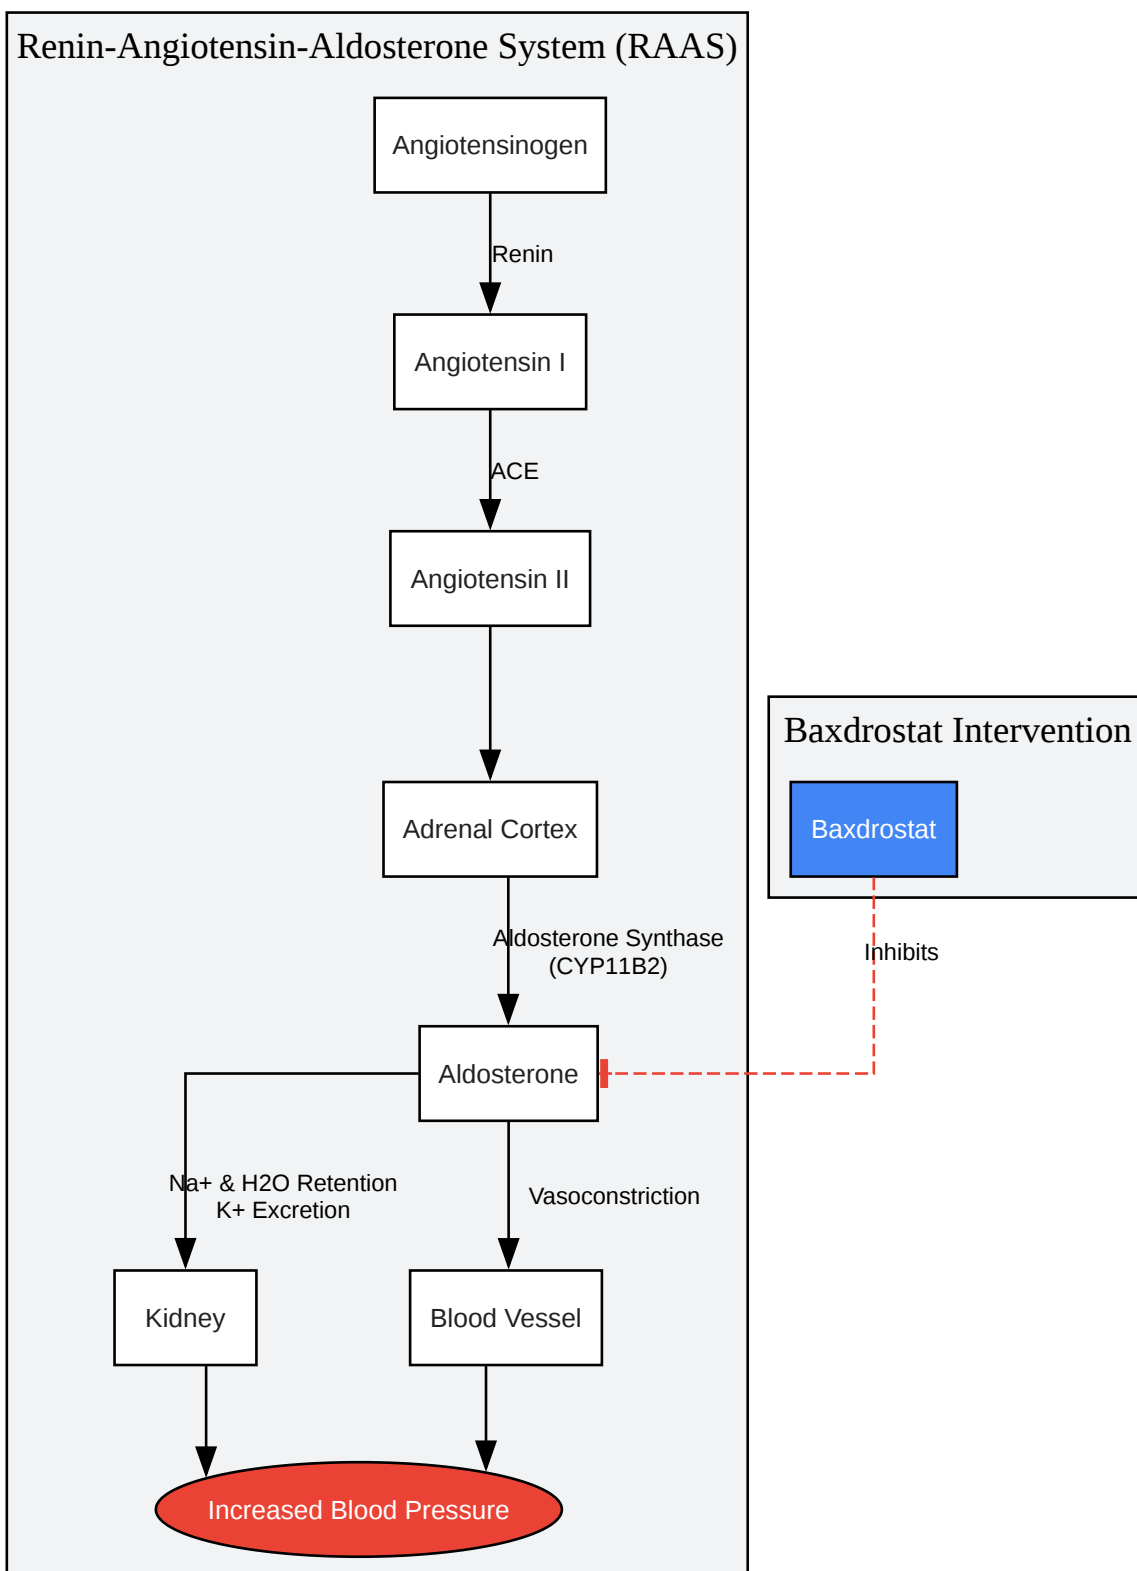 Renin-Angiotensin-Aldosterone System (RAAS)
Angiotensinogen
Renin
Angiotensin I
ACE
Angiotensin II
Baxdrostat Intervention
Adrenal Cortex
Baxdrostat
Aldosterone Synthase
(CYP11B2)
Inhibits
Aldosterone
Na+ & H2O Retention
K+ Excretion
Vasoconstriction
Kidney
Blood Vessel
Increased Blood Pressure